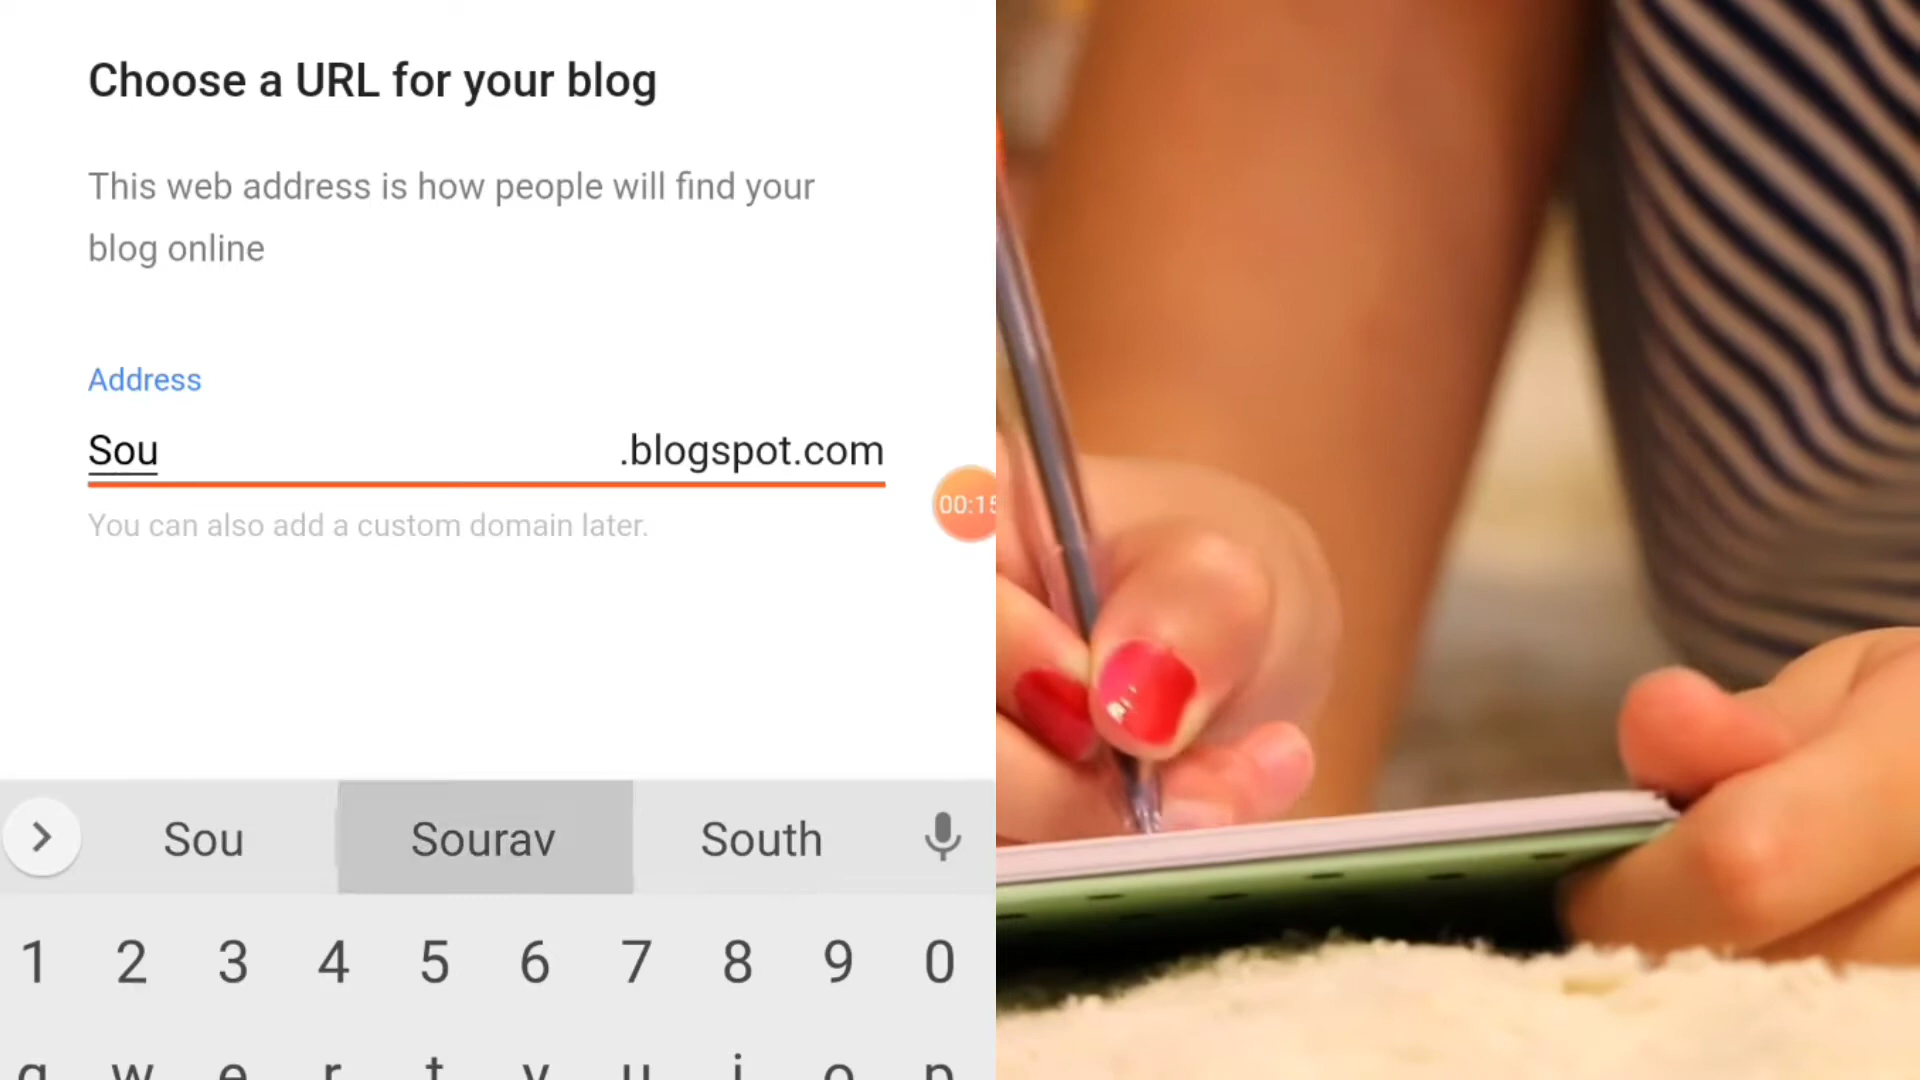 Choose a URL for your blog
This web address is how people will find your
blog online
Address
Sou .blogspot.com
You can also add a custom domain later.
00:15
Sou Sourav South
1 2 3 4 5 6 7 8 9 0
q w e r t y u i o p